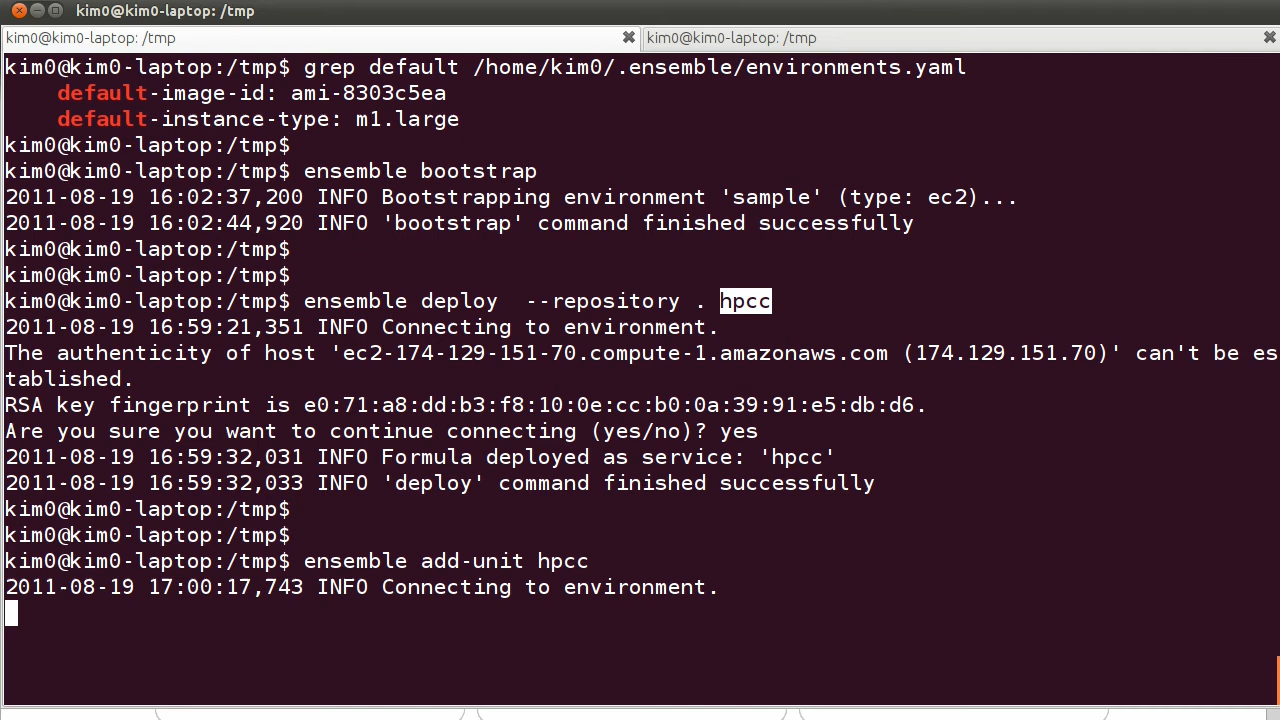 kim0@kim0-laptop: /tmp
kim0@kim0-laptop: /tmp
kim0@kim0-laptop: /tmp
kim0@kim0-laptop:/tmp$ grep default /home/kim0/.ensemble/environments.yaml
    default-image-id: ami-8303c5ea
    default-instance-type: m1.large
kim0@kim0-laptop:/tmp$
kim0@kim0-laptop:/tmp$ ensemble bootstrap
2011-08-19 16:02:37,200 INFO Bootstrapping environment 'sample' (type: ec2)...
2011-08-19 16:02:44,920 INFO 'bootstrap' command finished successfully
kim0@kim0-laptop:/tmp$
kim0@kim0-laptop:/tmp$
kim0@kim0-laptop:/tmp$ ensemble deploy  --repository . hpcc
2011-08-19 16:59:21,351 INFO Connecting to environment.
The authenticity of host 'ec2-174-129-151-70.compute-1.amazonaws.com (174.129.151.70)' can't be es
tablished.
RSA key fingerprint is e0:71:a8:dd:b3:f8:10:0e:cc:b0:0a:39:91:e5:db:d6.
Are you sure you want to continue connecting (yes/no)? yes
2011-08-19 16:59:32,031 INFO Formula deployed as service: 'hpcc'
2011-08-19 16:59:32,033 INFO 'deploy' command finished successfully
kim0@kim0-laptop:/tmp$
kim0@kim0-laptop:/tmp$
kim0@kim0-laptop:/tmp$ ensemble add-unit hpcc
2011-08-19 17:00:17,743 INFO Connecting to environment.